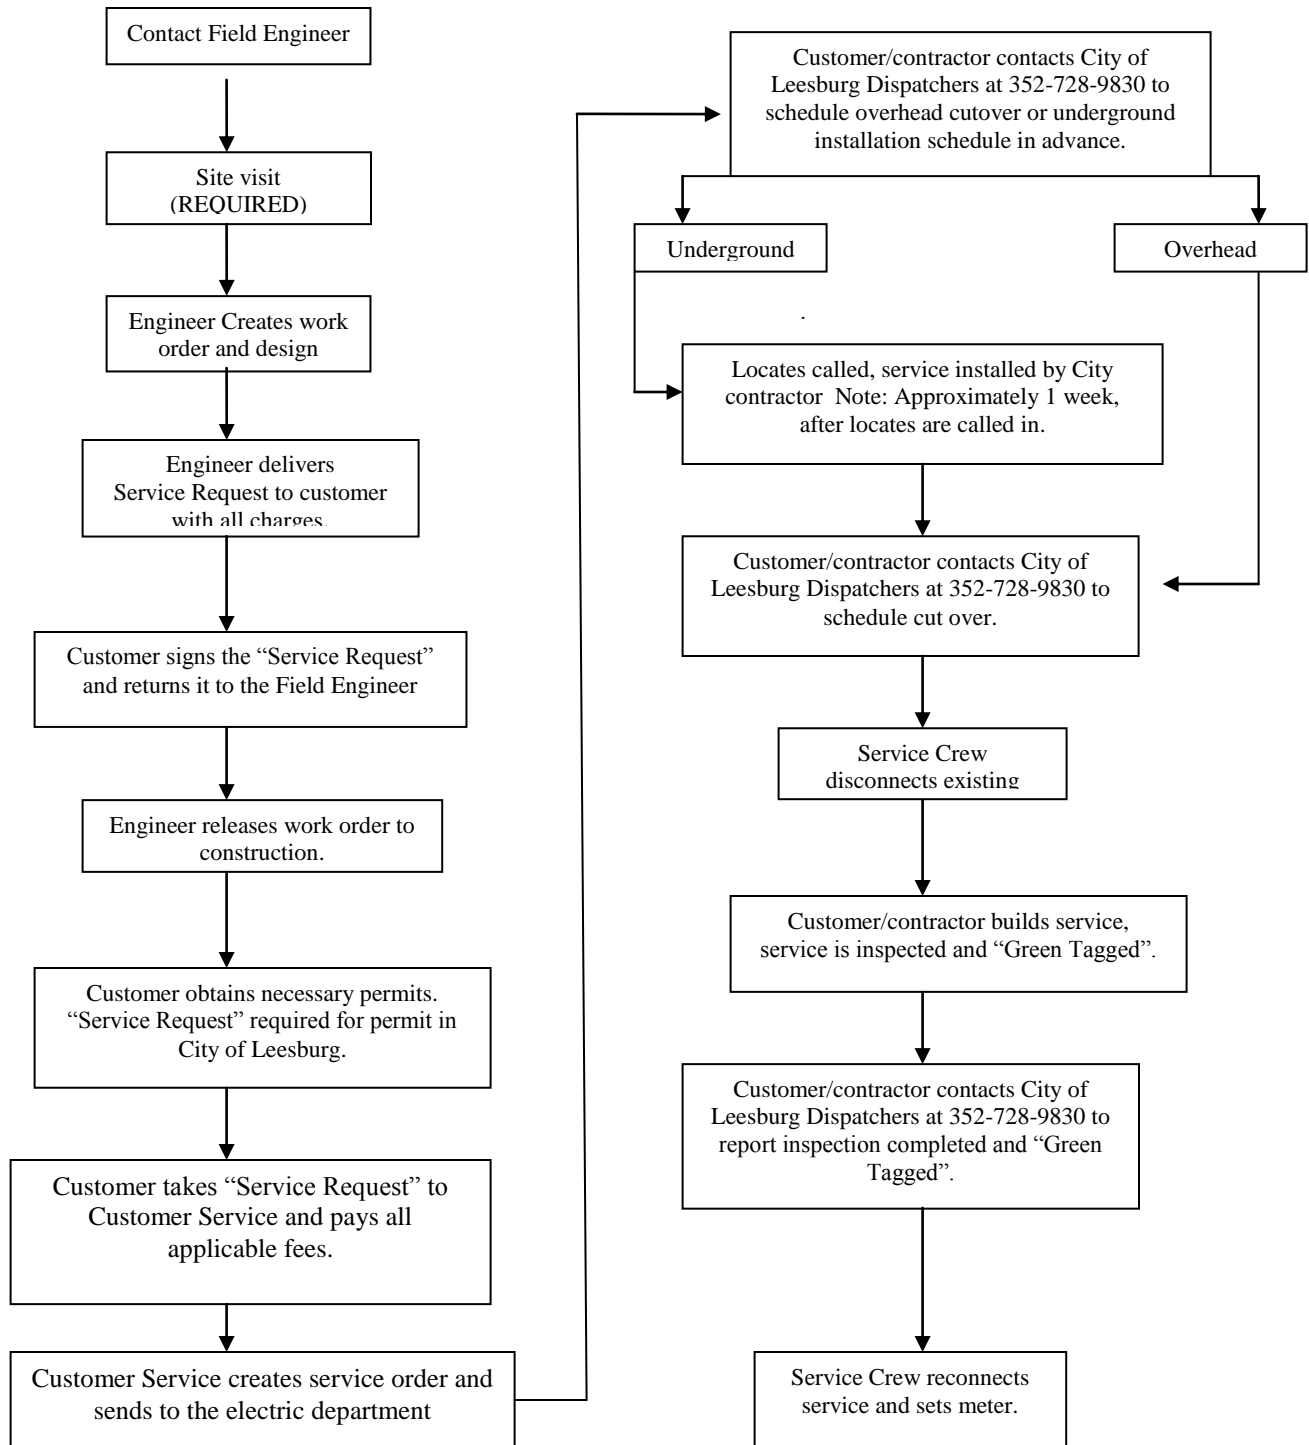 Contact Field Engineer
Site visit
(REQUIRED)
Engineer Creates work
order and design
Engineer delivers
Service Request to customer
with all charges.
Customer signs the “Service Request”
and returns it to the Field Engineer
Engineer releases work order to
construction.
Customer obtains necessary permits.
“Service Request” required for permit in
City of Leesburg.
Customer takes “Service Request” to
Customer Service and pays all
applicable fees.
Customer Service creates service order and
sends to the electric department
Customer/contractor contacts City of
Leesburg Dispatchers at 352-728-9830 to
schedule overhead cutover or underground
installation schedule in advance.
Underground
Overhead
.
Locates called, service installed by City
contractor  Note: Approximately 1 week,
after locates are called in.
Customer/contractor contacts City of
Leesburg Dispatchers at 352-728-9830 to
schedule cut over.
Service Crew
disconnects existing
Customer/contractor builds service,
service is inspected and “Green Tagged”.
Customer/contractor contacts City of
Leesburg Dispatchers at 352-728-9830 to
report inspection completed and “Green
Tagged”.
Service Crew reconnects
service and sets meter.